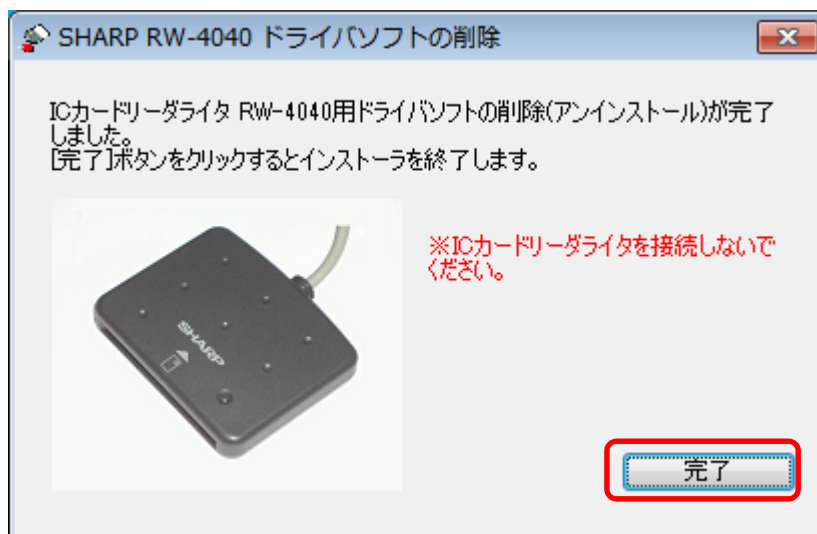 SHARP RW-4040 ドライバソフトの削除
ICカードリーダライタ RW-4040用ドライバソフトの削除(アンインストール)が完了
しました。
[完了]ボタンをクリックするとインストーラを終了します。
※ICカードリーダライタを接続しないで
ください。
SHARP
完了